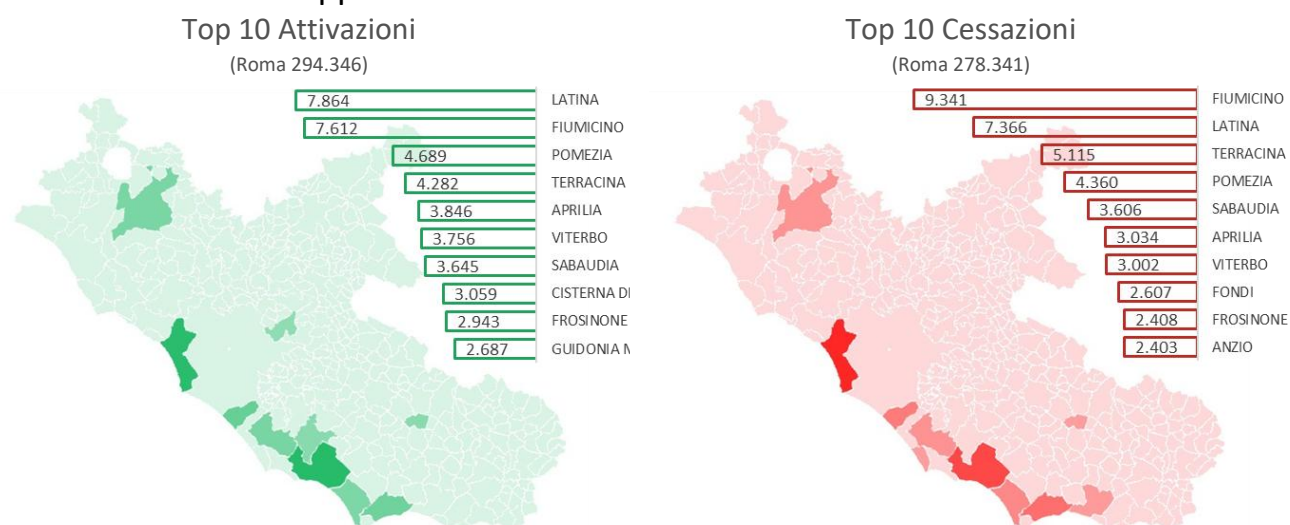 Top 10 Attivazioni
(Roma 294.346)
7.864 LATINA
7.612 FIUMICINO
4.689 POMEZIA
4.282 TERRACINA
3.846 APRILIA
3.756 VITERBO
3.645 SABAUDIA
3.059 CISTERNA DI
2.943 FROSINONE
2.687 GUIDONIA M
Top 10 Cessazioni
(Roma 278.341)
9.341 FIUMICINO
7.366 LATINA
5.115 TERRACINA
4.360 POMEZIA
3.606 SABAUDIA
3.034 APRILIA
3.002 VITERBO
2.607 FONDI
2.408 FROSINONE
2.403 ANZIO